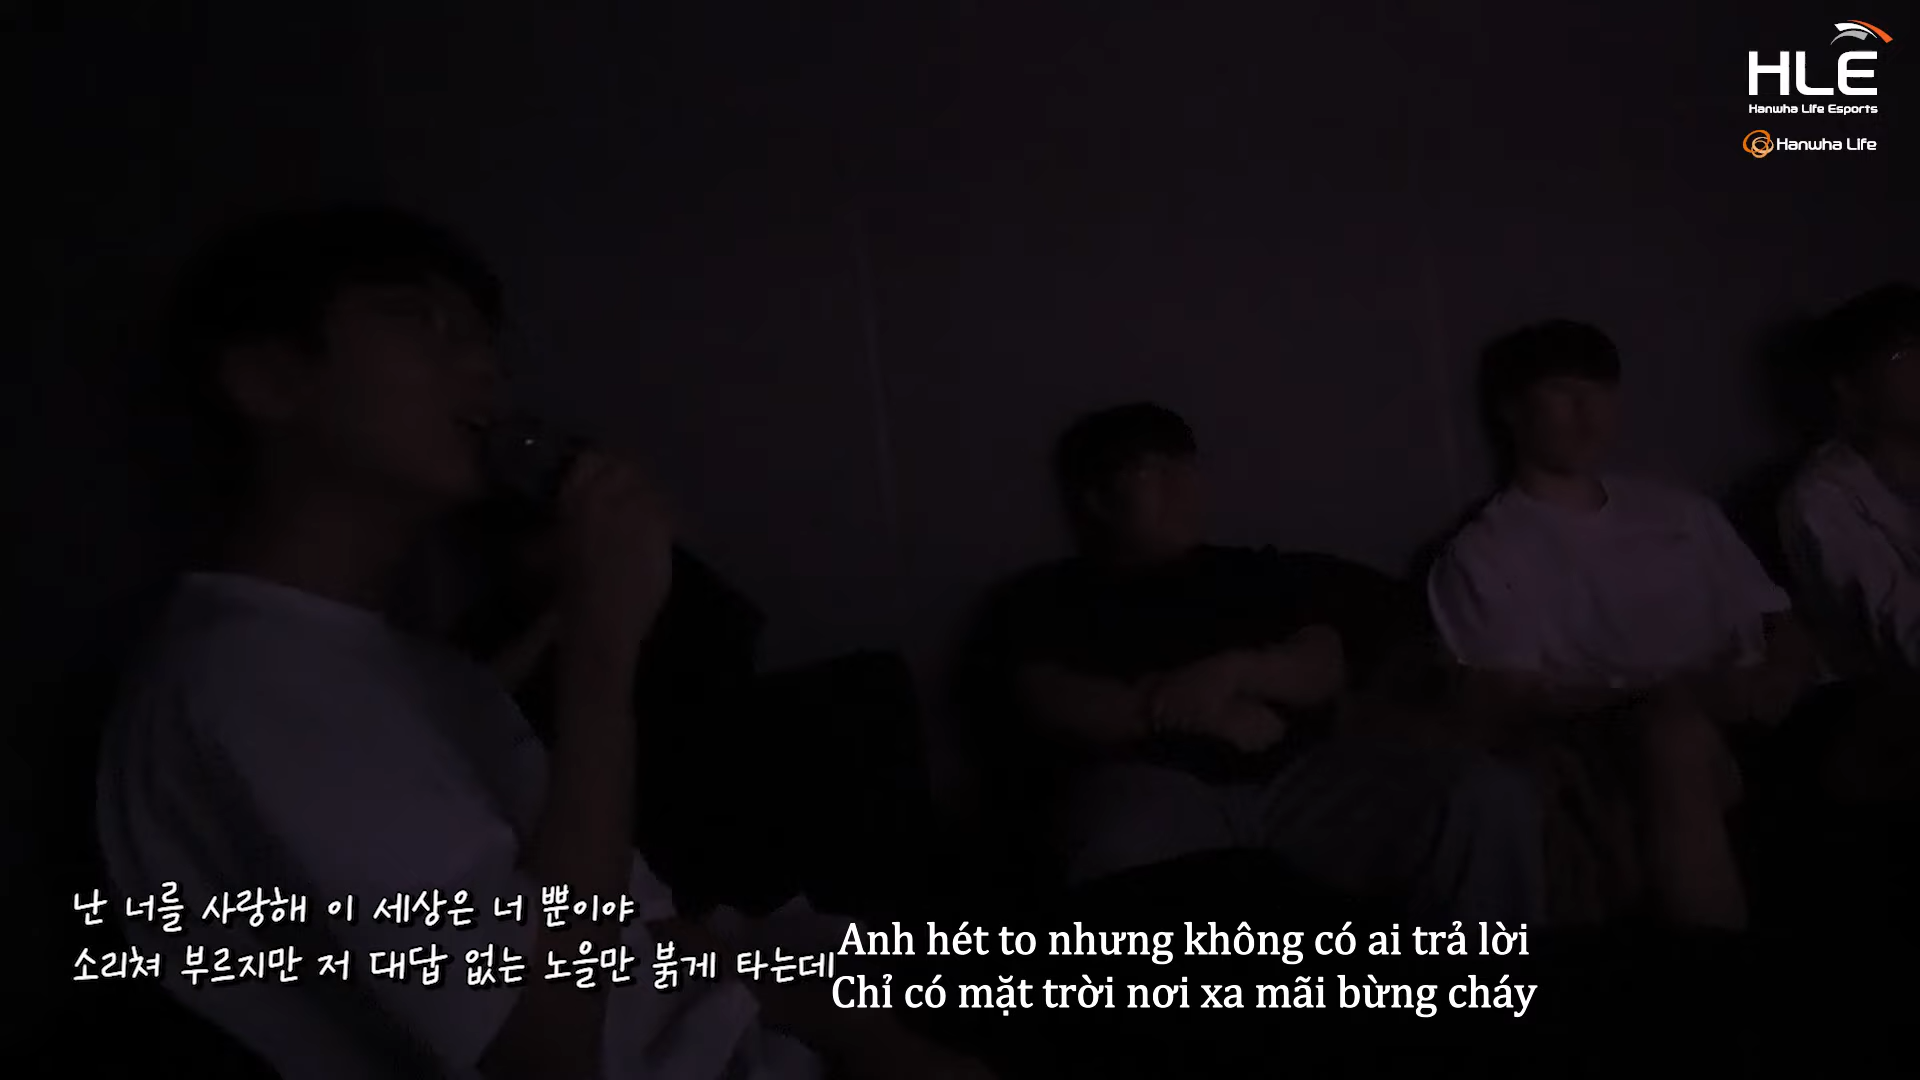 HLE
Hanwha Life Esports
Hanwha Life
난 너를 사랑해 이 세상은 너 뿐이야
소리쳐 부르지만 저 대답 없는 노을만 붉게 타는데
Anh hét to nhưng không có ai trả lời
Chỉ có mặt trời nơi xa mãi bừng cháy